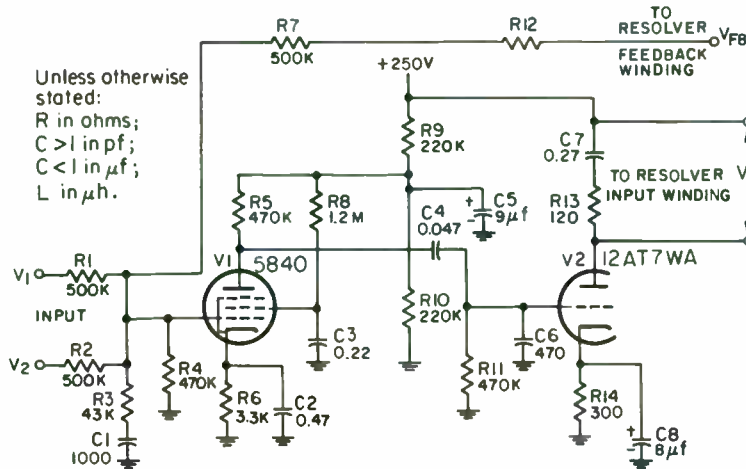 R7
500K
R12
TO
RESOLVER
FEEDBACK
WINDING
VFB
+250V
Unless otherwise
stated:
R in ohms;
C >1 in pf;
C <1 in μf;
L in μh.
R9
220K
C7
0.27
R5
470K
R8
1.2M
C4
0.047
C5
9μf
+
-
TO RESOLVER
INPUT WINDING
V
R13
120
V1
5840
V2
12AT7WA
V1
R1
500K
INPUT
V2
R2
500K
R3
43K
C1
1000
R4
470K
R6
3.3K
C2
0.47
C3
0.22
R10
220K
R11
470K
C6
470
R14
300
+
-
C8
8μf